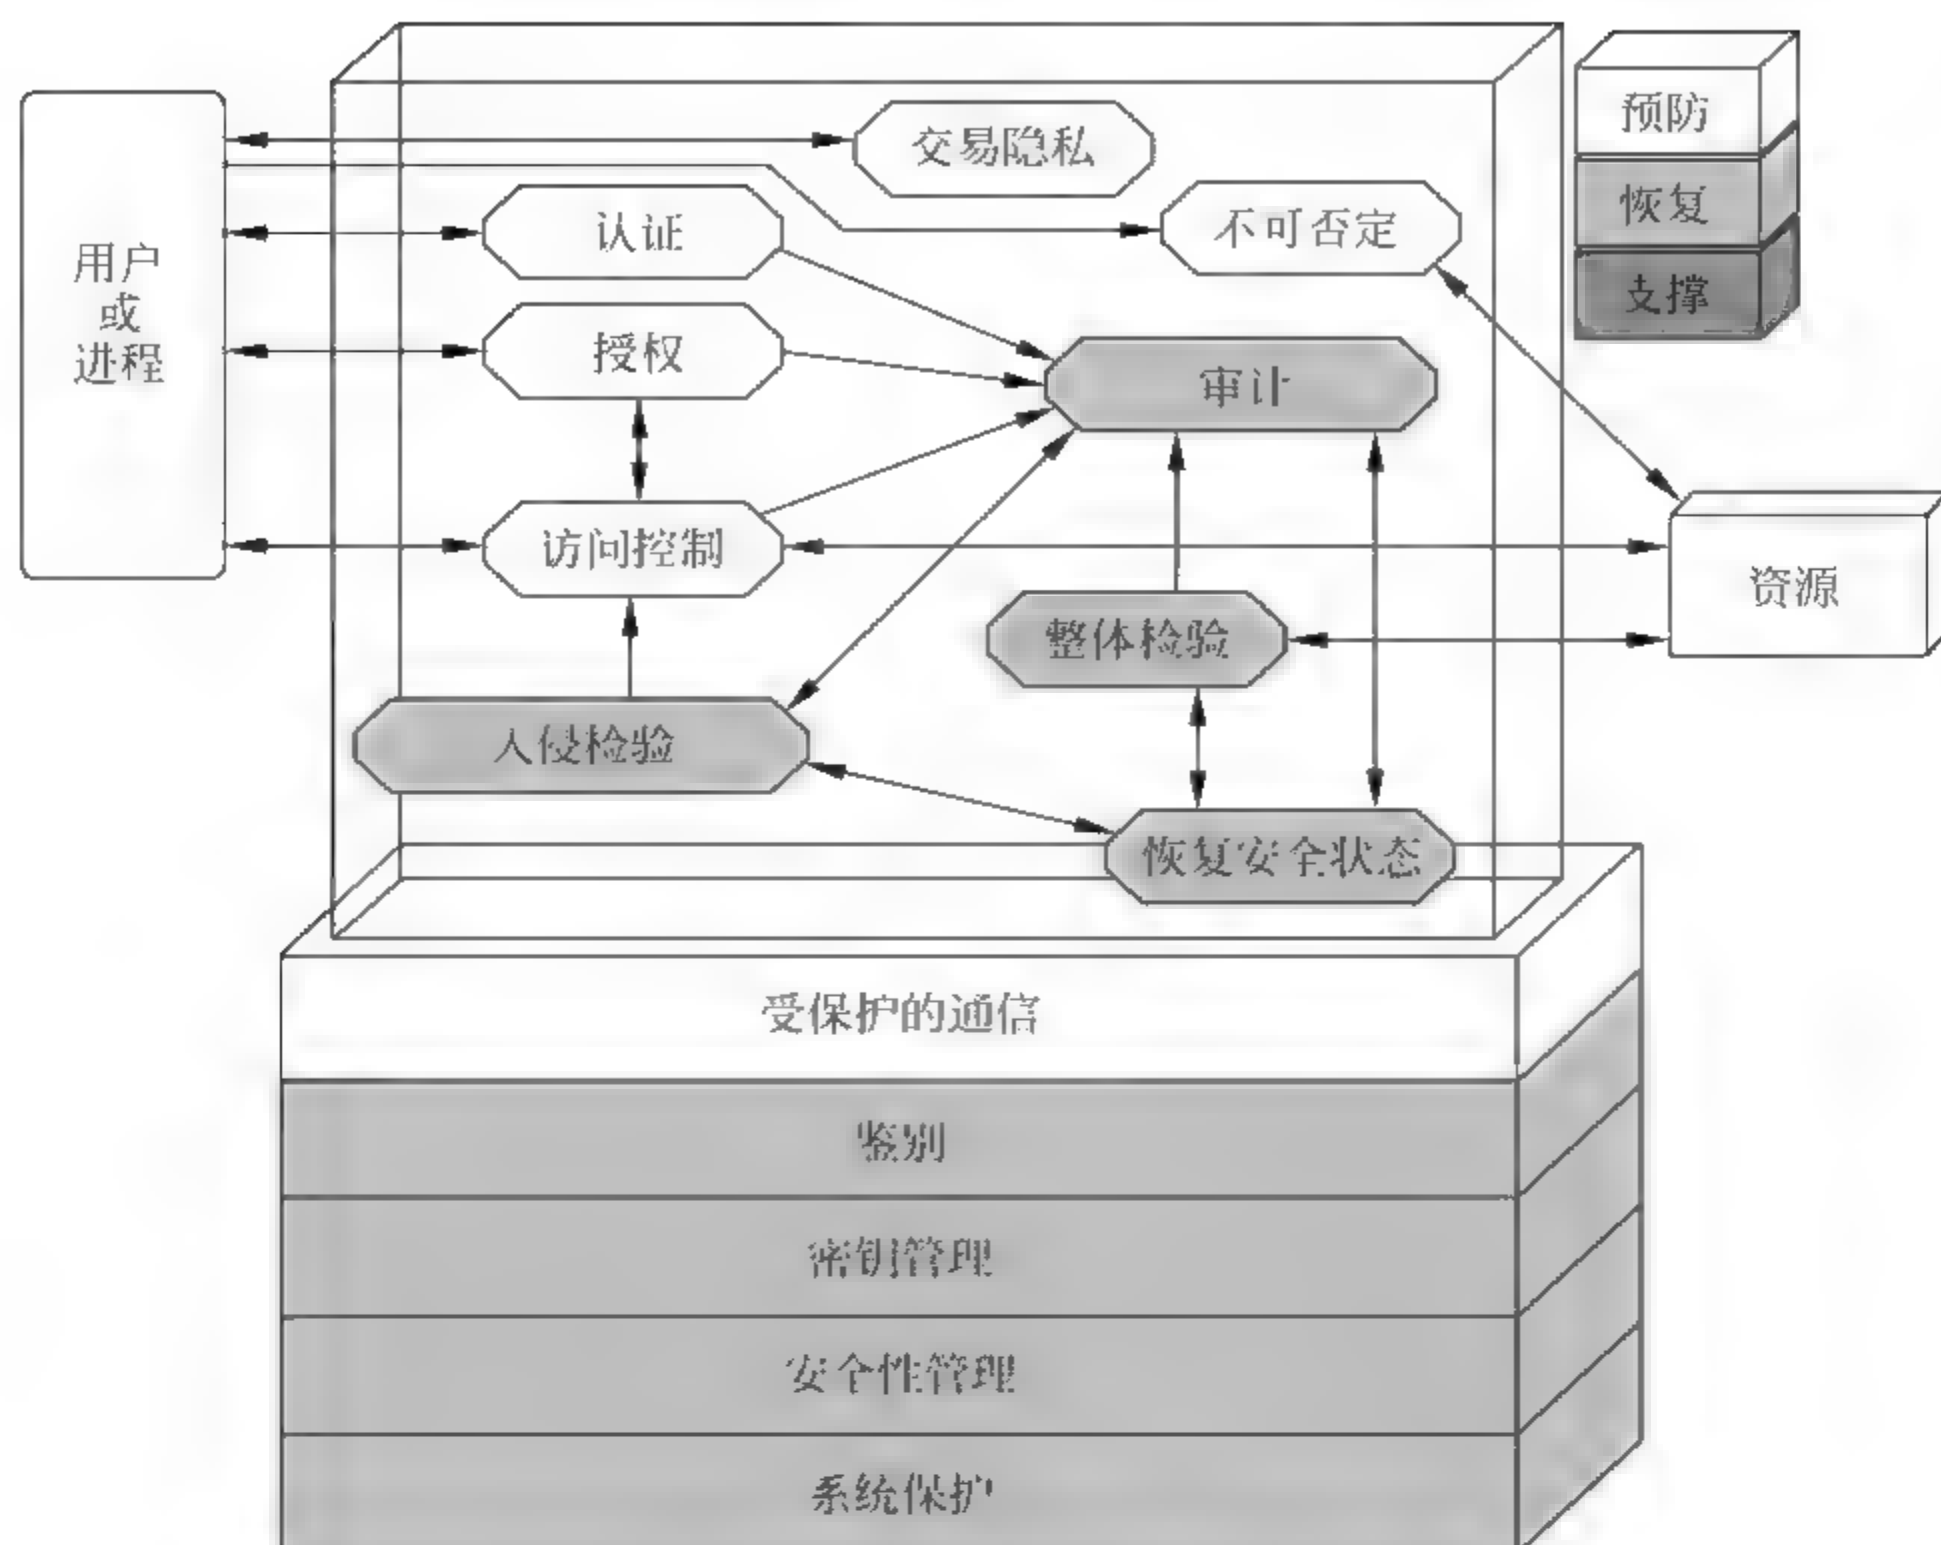 预防
交易隐私
恢复
认证
不可否定
用户
或
进程
支撑
授权
审计
访问控制
资源
整体检验
入侵检验
恢复安全状态
受保护的通信
鉴别
密钥管理
安全性管理
系统保护